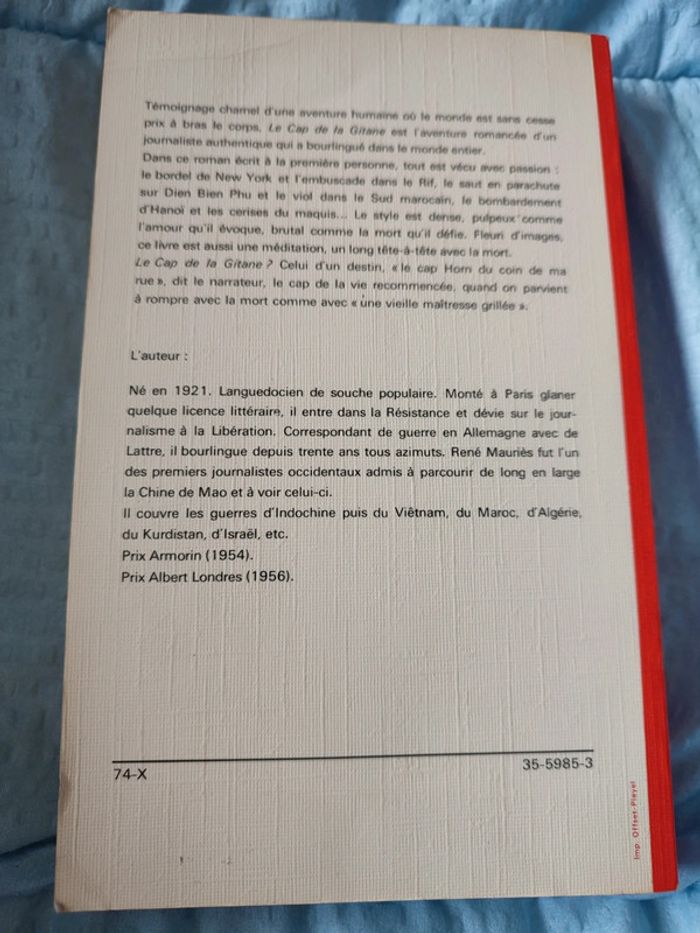 Témoignage charnel d'une aventure humaine où le monde est sans cesse
prix à bras le corps, Le Cap de la Gitane est l'aventure romancée d'un
journaliste authentique qui a bourlingué dans le monde entier.
Dans ce roman écrit à la première personne, tout est vécu avec passion :
le bordel de New York et l'embuscade dans le Rif, le saut en parachute
sur Dien Bien Phu et le viol dans le Sud marocain, le bombardement
d'Hanoï et les cerises du maquis... Le style est dense, pulpeux comme
l'amour qu'il évoque, brutal comme la mort qu'il défie. Fleuri d'images,
ce livre est aussi une méditation, un long tête-à-tête avec la mort.
Le Cap de la Gitane ? Celui d'un destin, « le cap Horn du coin de ma
rue », dit le narrateur, le cap de la vie recommencée, quand on parvient
à rompre avec la mort comme avec « une vieille maîtresse grillée ».
L'auteur :
Né en 1921. Languedocien de souche populaire. Monté à Paris glaner
quelque licence littéraire, il entre dans la Résistance et dévie sur le jour-
nalisme à la Libération. Correspondant de guerre en Allemagne avec de
Lattre, il bourlingue depuis trente ans tous azimuts. René Mauriès fut l'un
des premiers journalistes occidentaux admis à parcourir de long en large
la Chine de Mao et à voir celui-ci.
Il couvre les guerres d'Indochine puis du Viêtnam, du Maroc, d'Algérie,
du Kurdistan, d'Israël, etc.
Prix Armorin (1954).
Prix Albert Londres (1956).
74-X
35-5985-3
Imp. Offset-Pleyel